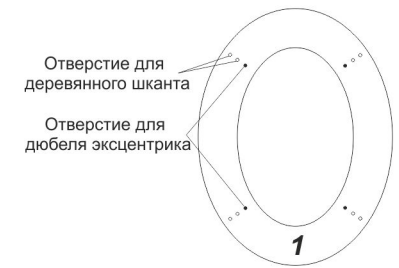 Отверстие для
деревянного шканта
Отверстие для
дюбеля эксцентрика
1